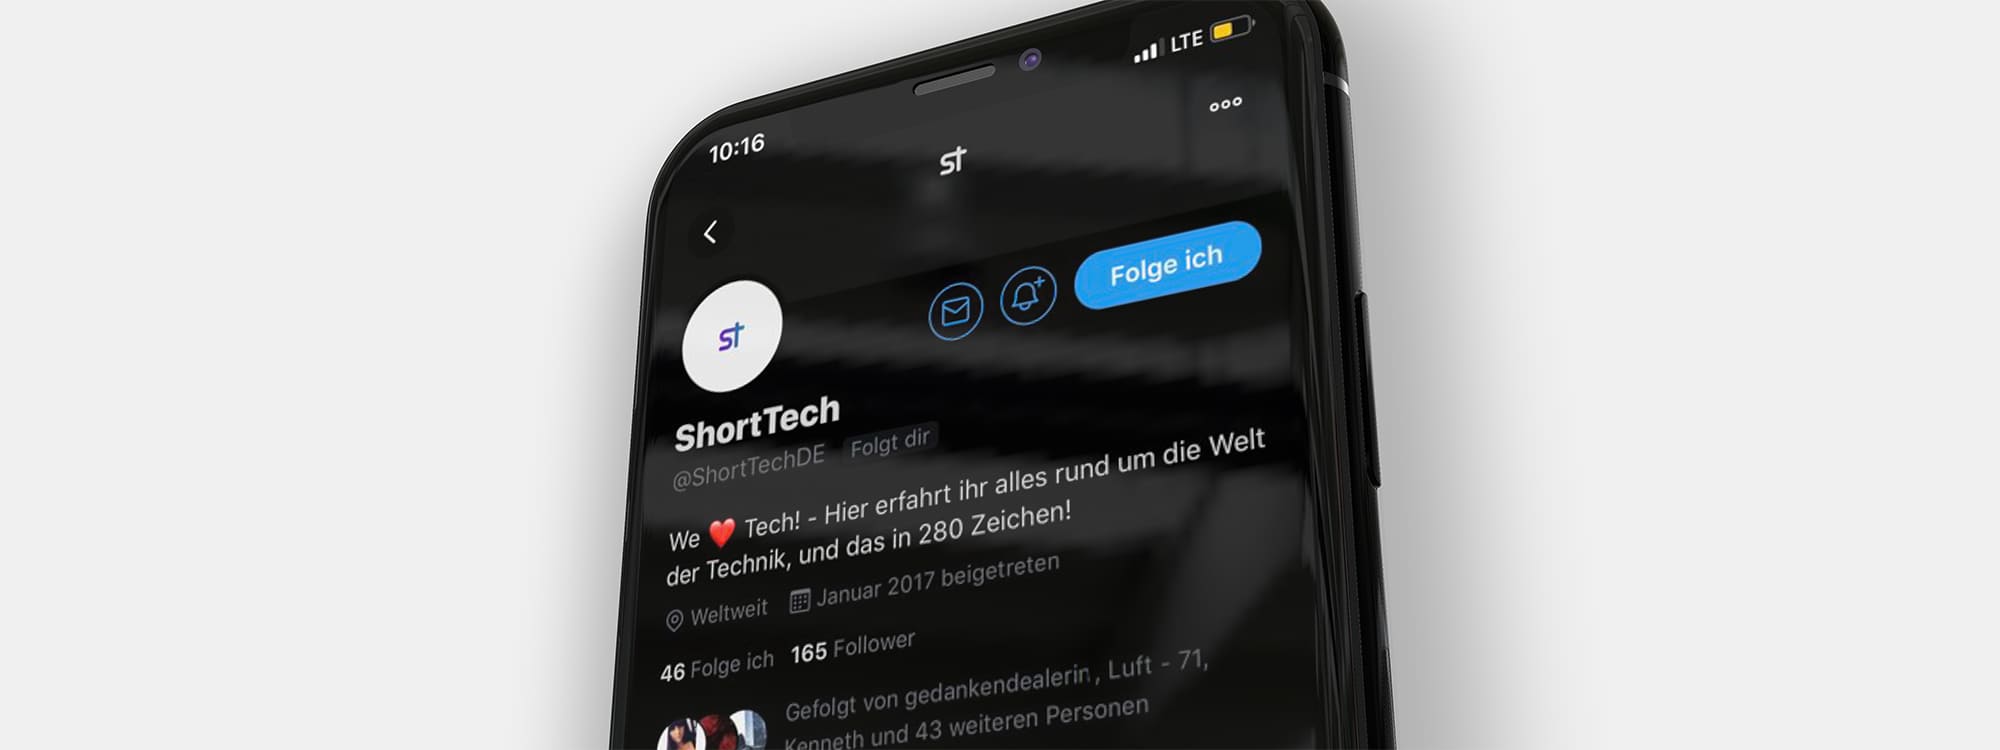 10:16
LTE
st
Folge ich
st
ShortTech
@ShortTechDE Folgt dir
We ❤️ Tech! - Hier erfahrt ihr alles rund um die Welt
der Technik, und das in 280 Zeichen!
Weltweit Januar 2017 beigetreten
46 Folge ich 165 Follower
Gefolgt von gedankendealerin, Luft - 71,
Kenneth und 43 weiteren Personen